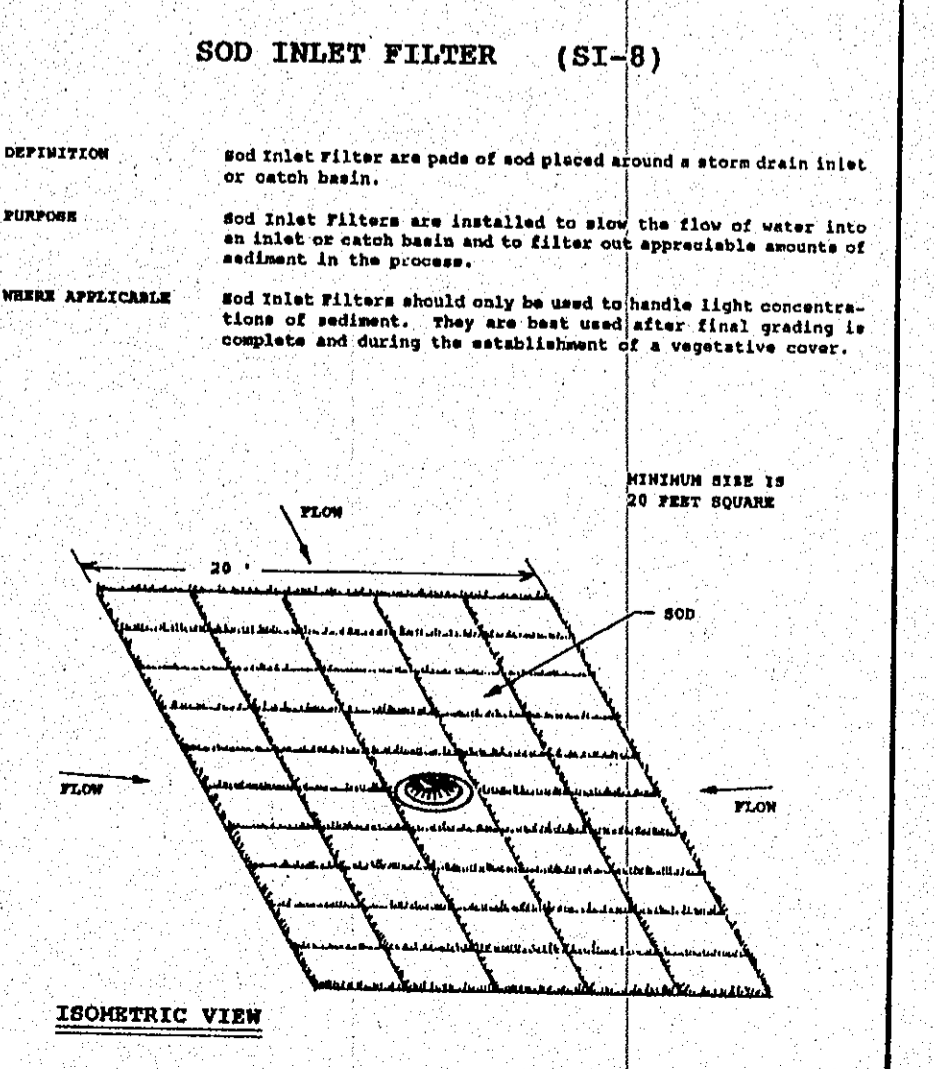 SOD INLET FILTER (SI-8)
DEFINITION Sod Inlet Filter are pads of sod placed around a storm drain inlet
or catch basin.
PURPOSE Sod Inlet Filters are installed to slow the flow of water into
an inlet or catch basin and to filter out appreciable amounts of
sediment in the process.
WHERE APPLICABLE Sod Inlet Filters should only be used to handle light concentra-
tions of sediment. They are best used after final grading is
complete and during the establishment of a vegetative cover.
MINIMUM SIZE IS
20 FEET SQUARE
FLOW
20 '
SOD
FLOW
FLOW
ISOMETRIC VIEW